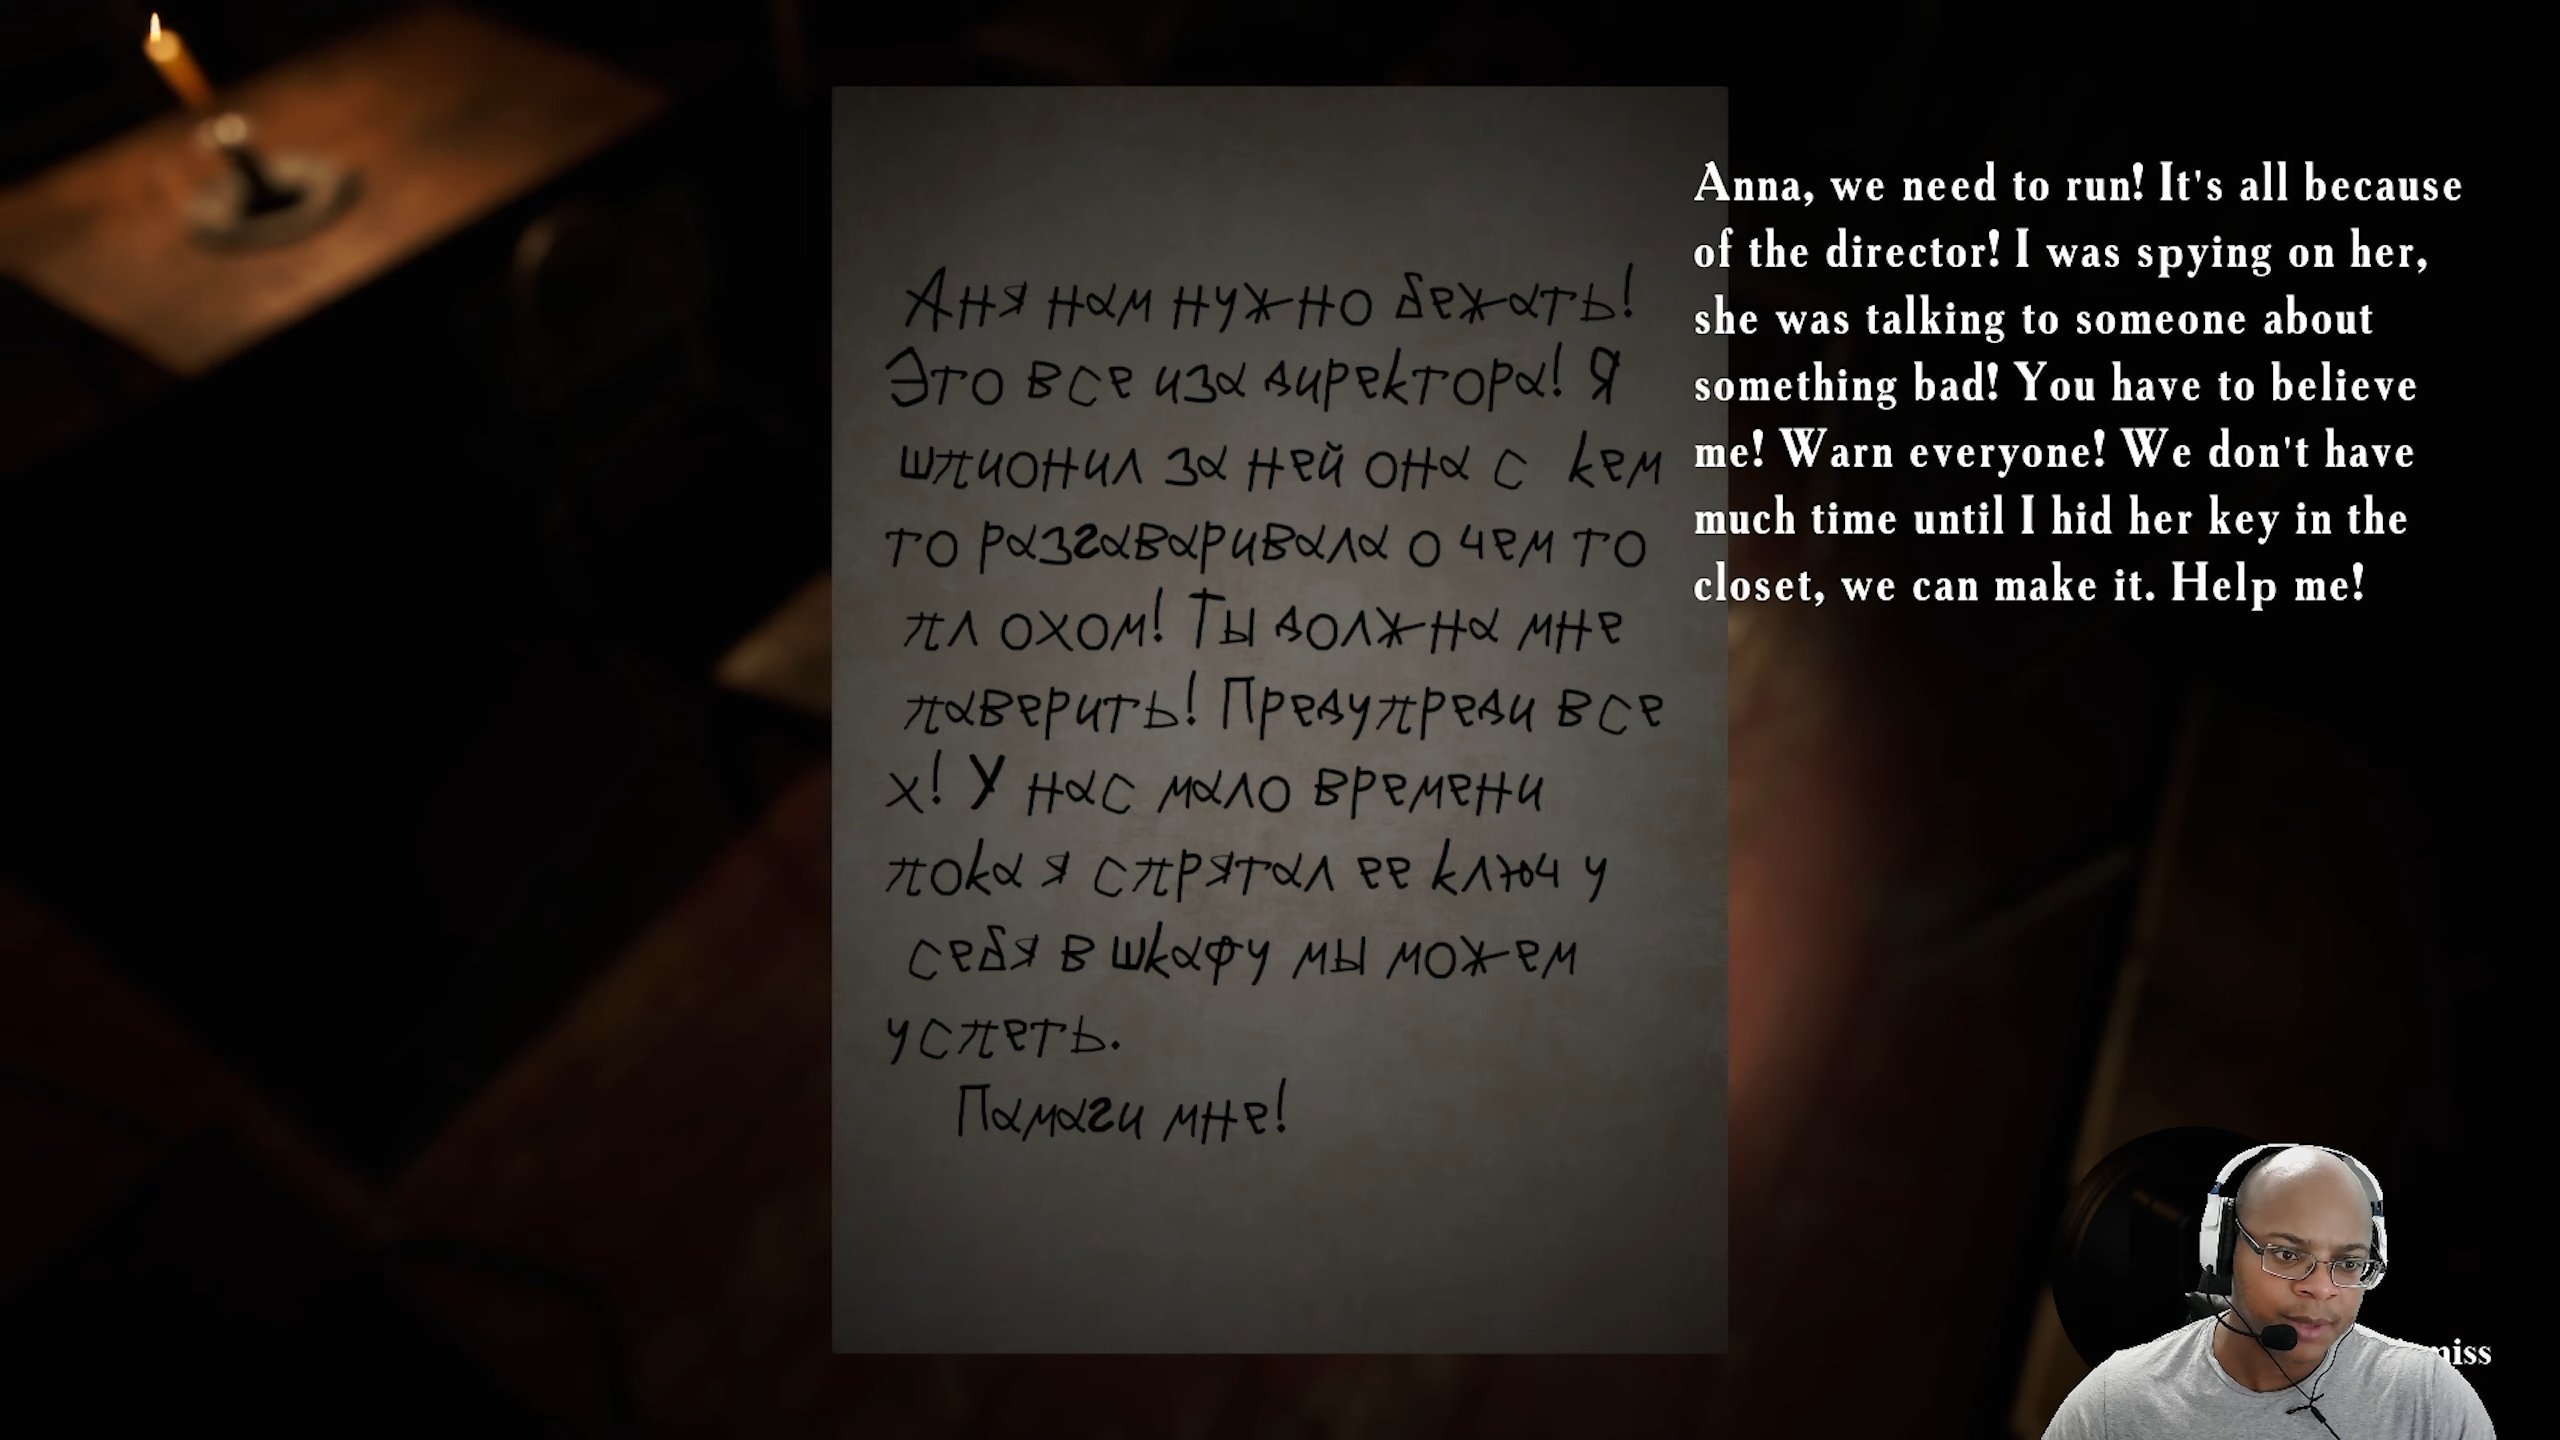 Аня нам нужно бежать!
Это все иза директора! Я
шпионил за ней она с кем
то разгаваривала о чем то
пл охом! Ты должна мне
паверить! Предупреди все
х! У нас мало времени
пока я спрятал ее ключ у
себя в шкафу мы можем
успеть.
Памаги мне!
Anna, we need to run! It's all because
of the director! I was spying on her,
she was talking to someone about
something bad! You have to believe
me! Warn everyone! We don't have
much time until I hid her key in the
closet, we can make it. Help me!